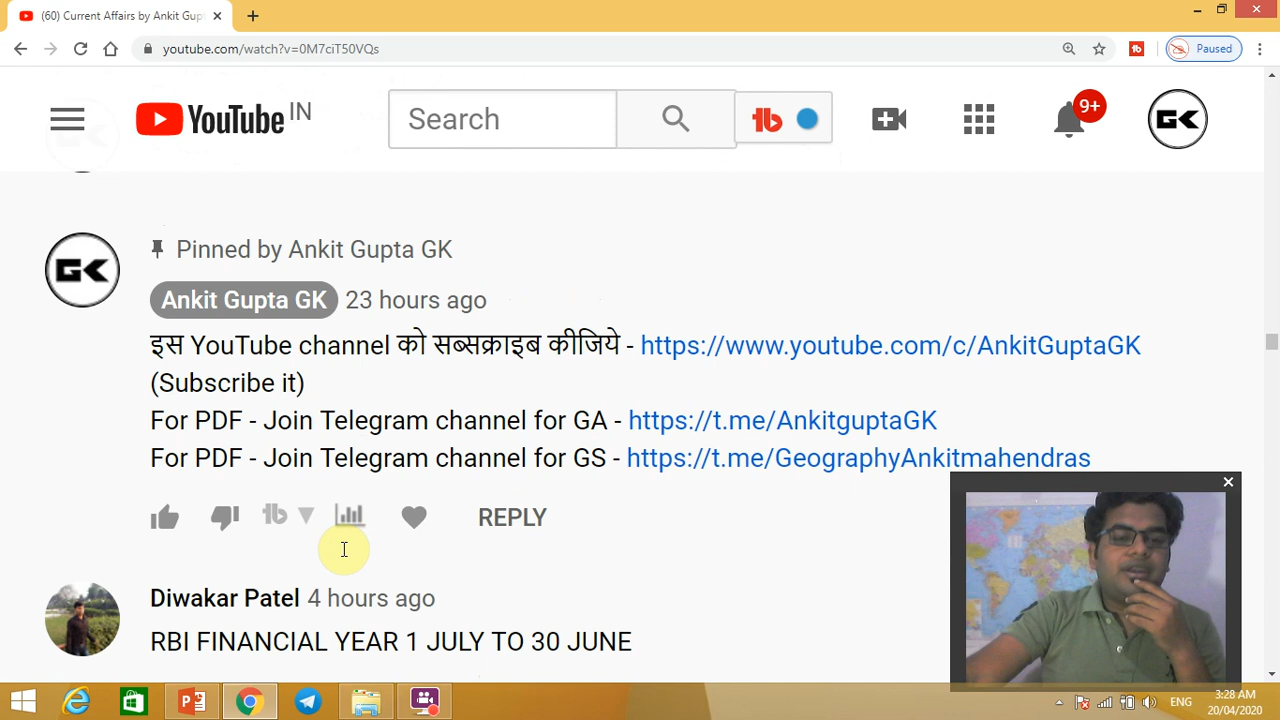 (60) Current Affairs by Ankit Gup
youtube.com/watch?v=0M7ciT50VQs
Paused
YouTube IN
Search
9+
GK
Pinned by Ankit Gupta GK
GK
Ankit Gupta GK 23 hours ago
इस YouTube channel को सब्सक्राइब कीजिये - https://www.youtube.com/c/AnkitGuptaGK
(Subscribe it)
For PDF - Join Telegram channel for GA - https://t.me/AnkitguptaGK
For PDF - Join Telegram channel for GS - https://t.me/GeographyAnkitmahendras
REPLY
Diwakar Patel 4 hours ago
RBI FINANCIAL YEAR 1 JULY TO 30 JUNE
ENG
3:28 AM
20/04/2020